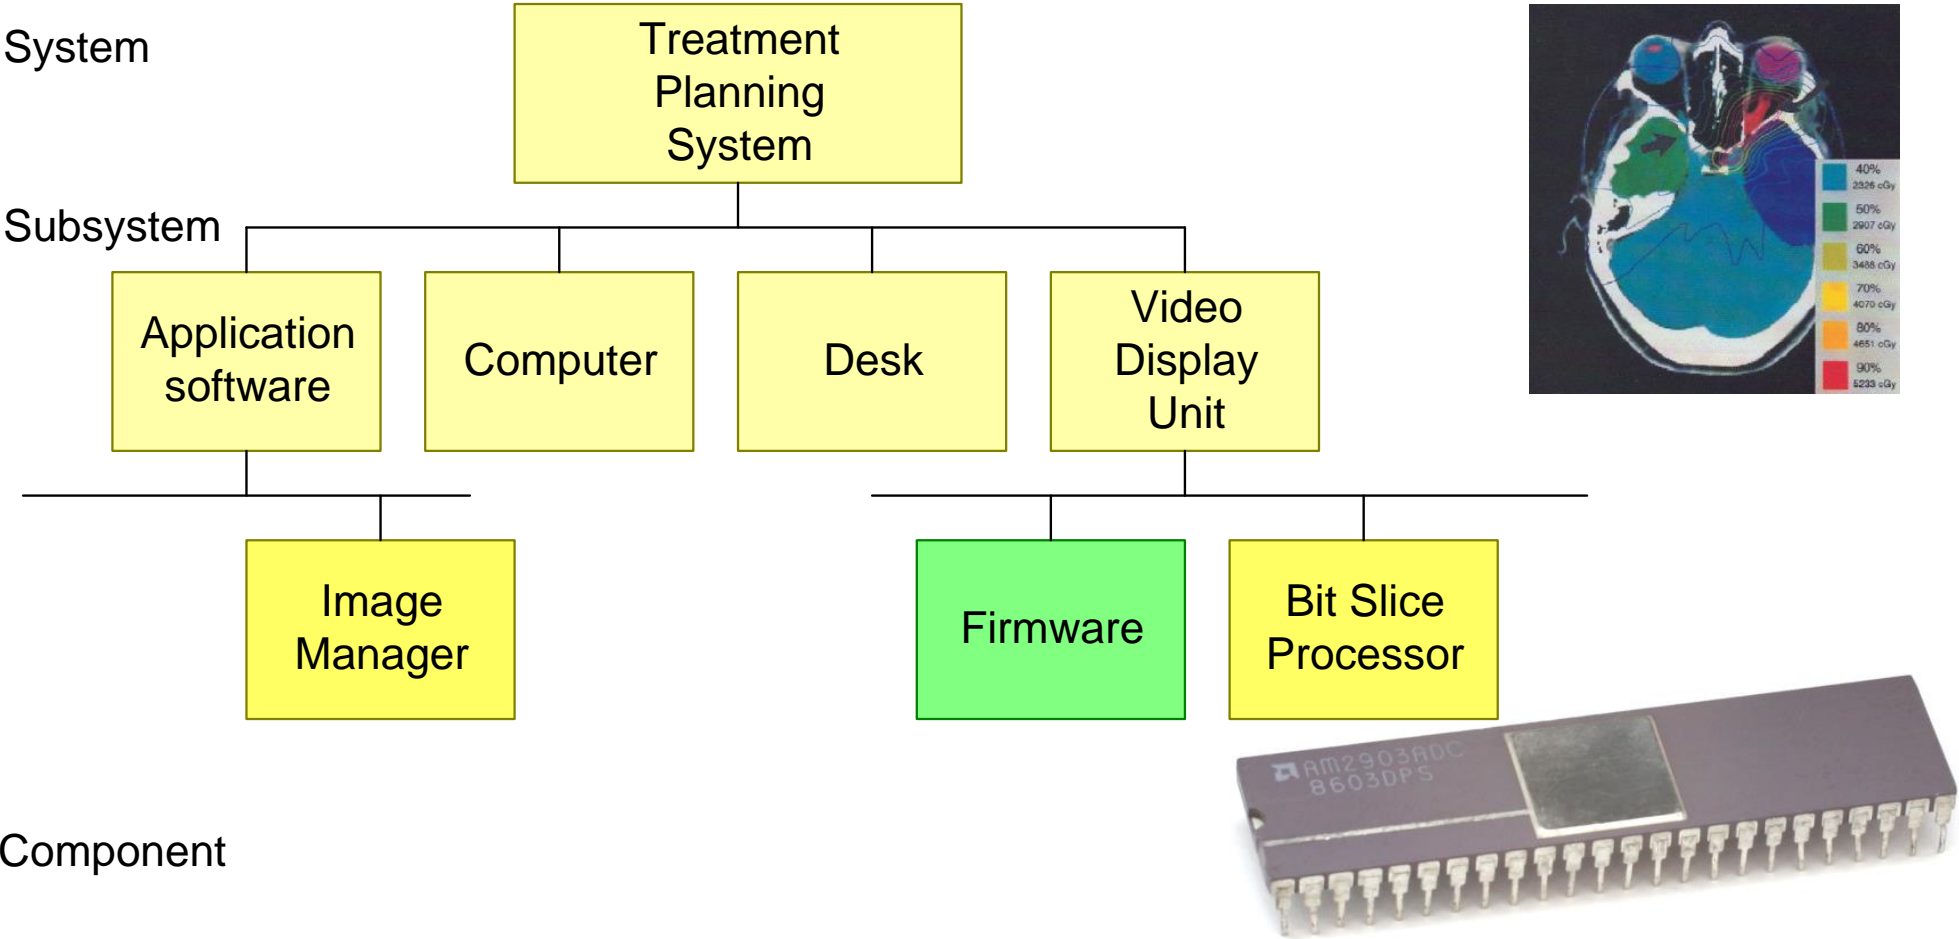 System
Treatment
Planning
System
Subsystem
Application
software
Computer
Desk
Video
Display
Unit
40%
2326 cGy
50%
2907 cGy
60%
3488 cGy
70%
4070 cGy
80%
4651 cGy
90%
5233 cGy
Image
Manager
Firmware
Bit Slice
Processor
AM2903ADC
8603DPS
Component